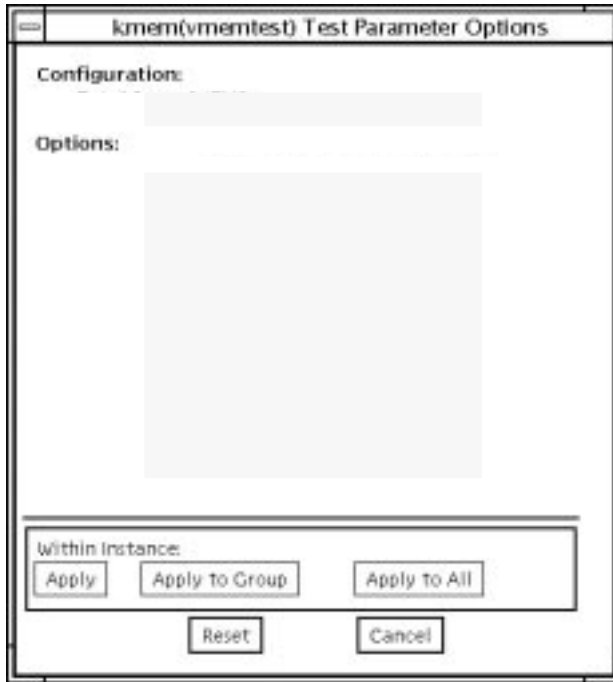 kmem(vmemtest) Test Parameter Options
Configuration:
Options:
Within Instance:
Apply Apply to Group Apply to All
Reset Cancel